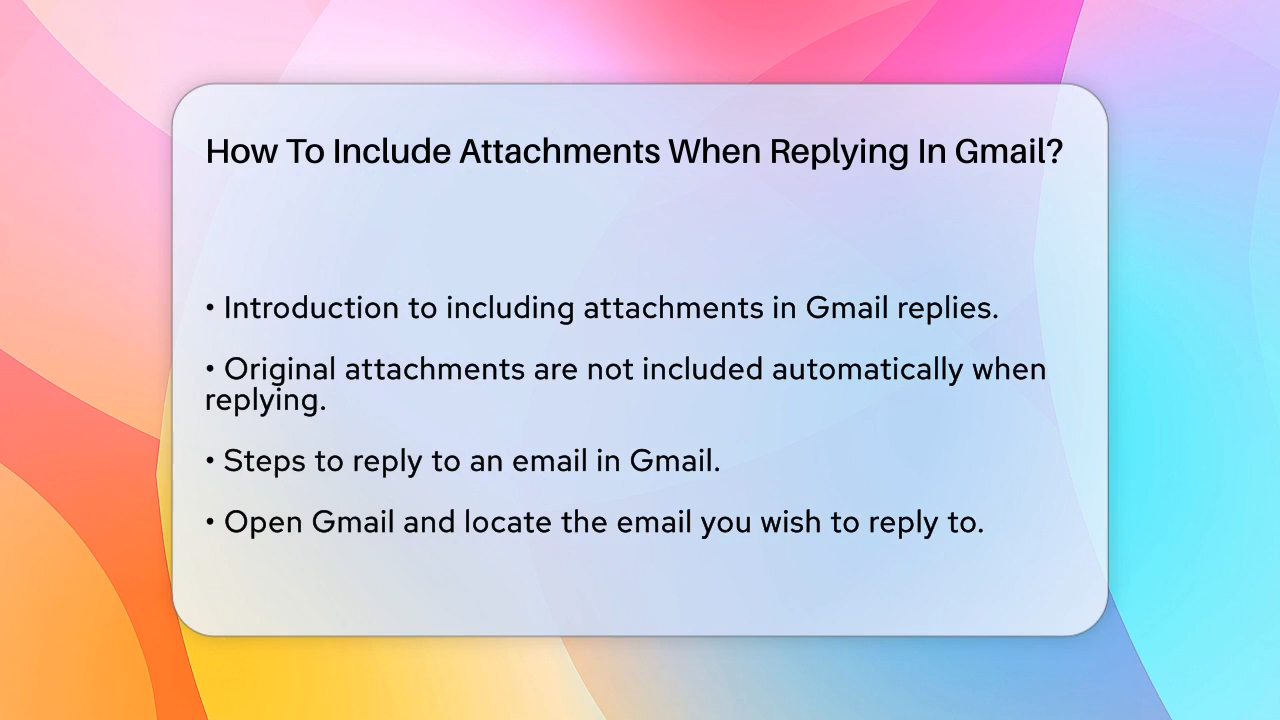 How To Include Attachments When Replying In Gmail?
• Introduction to including attachments in Gmail replies.
• Original attachments are not included automatically when
replying.
• Steps to reply to an email in Gmail.
• Open Gmail and locate the email you wish to reply to.